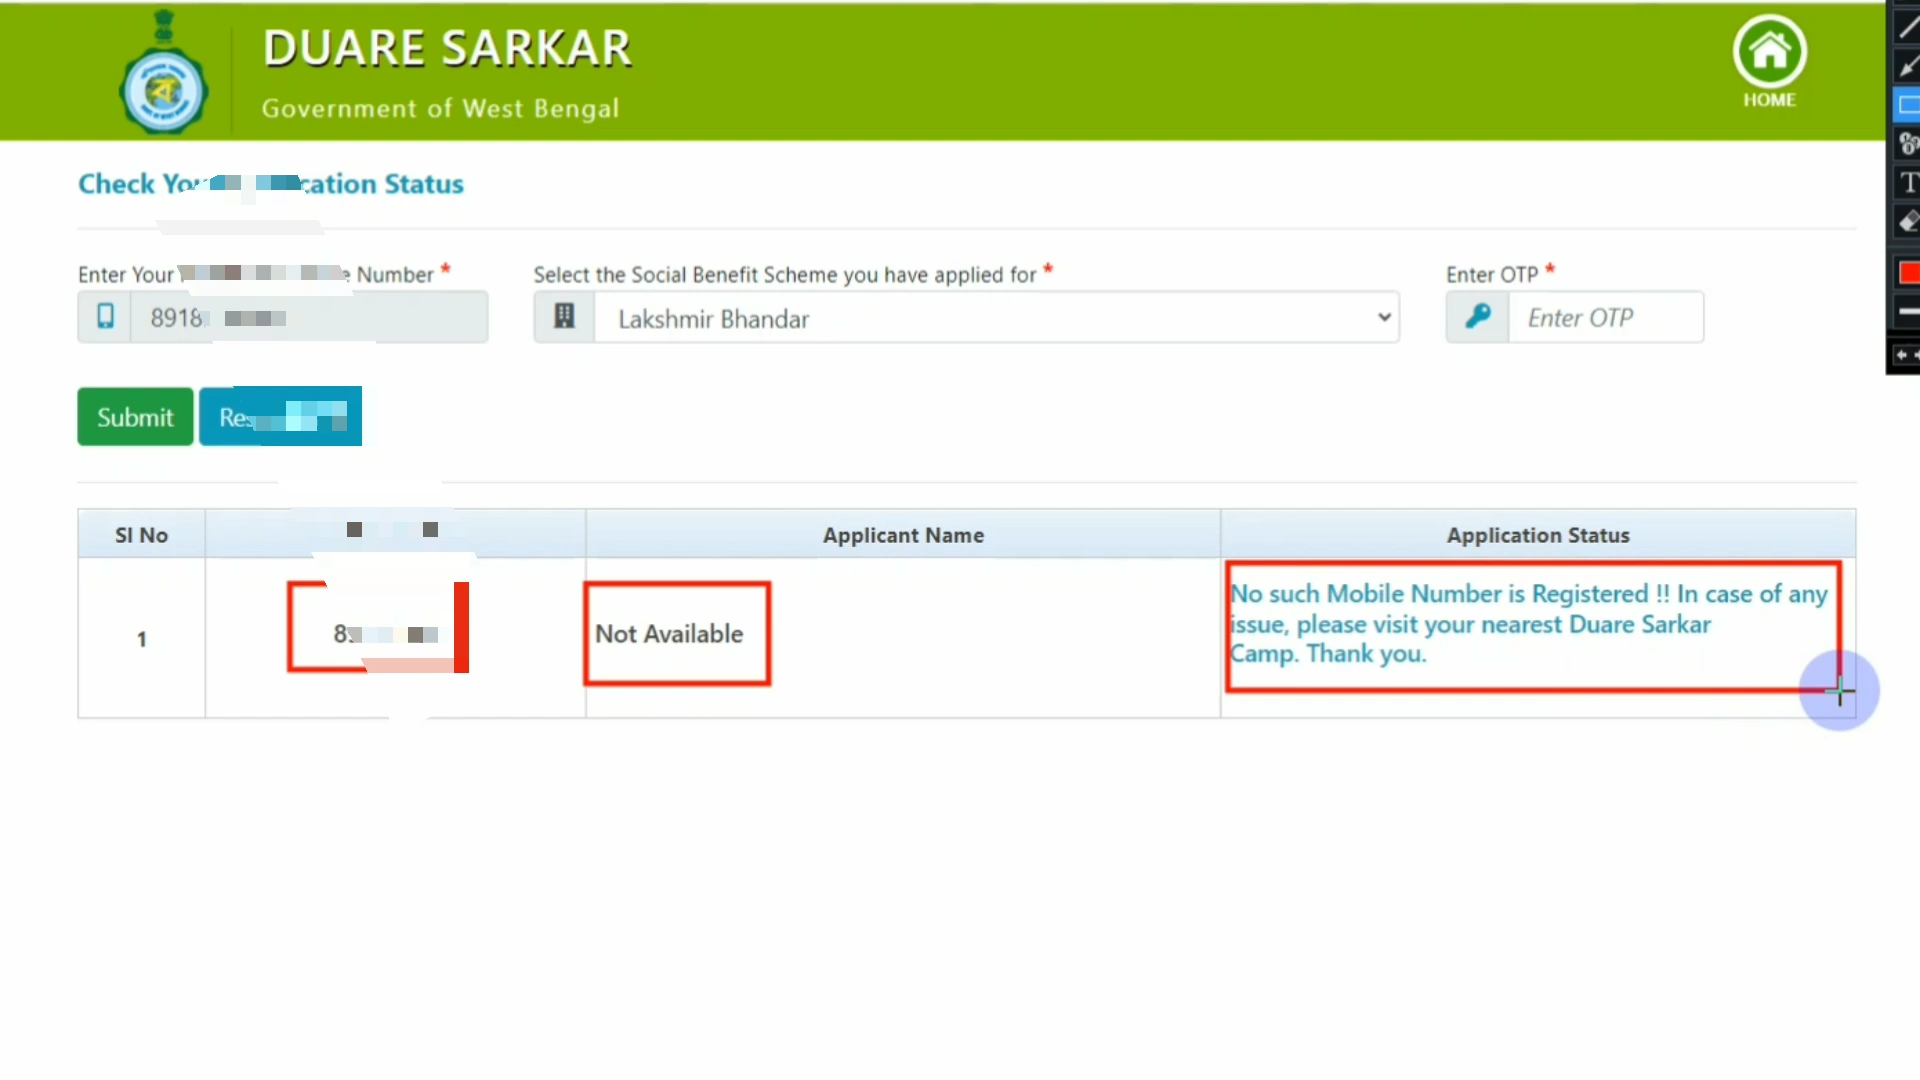 DUARE SARKAR
Government of West Bengal
HOME
Check Application Status
Enter Your Number *
Select the Social Benefit Scheme you have applied for *
Enter OTP *
8918
Lakshmir Bhandar
Enter OTP
Submit
Sl No
Applicant Name
Application Status
1
Not Available
No such Mobile Number is Registered !! In case of any
issue, please visit your nearest Duare Sarkar
Camp. Thank you.